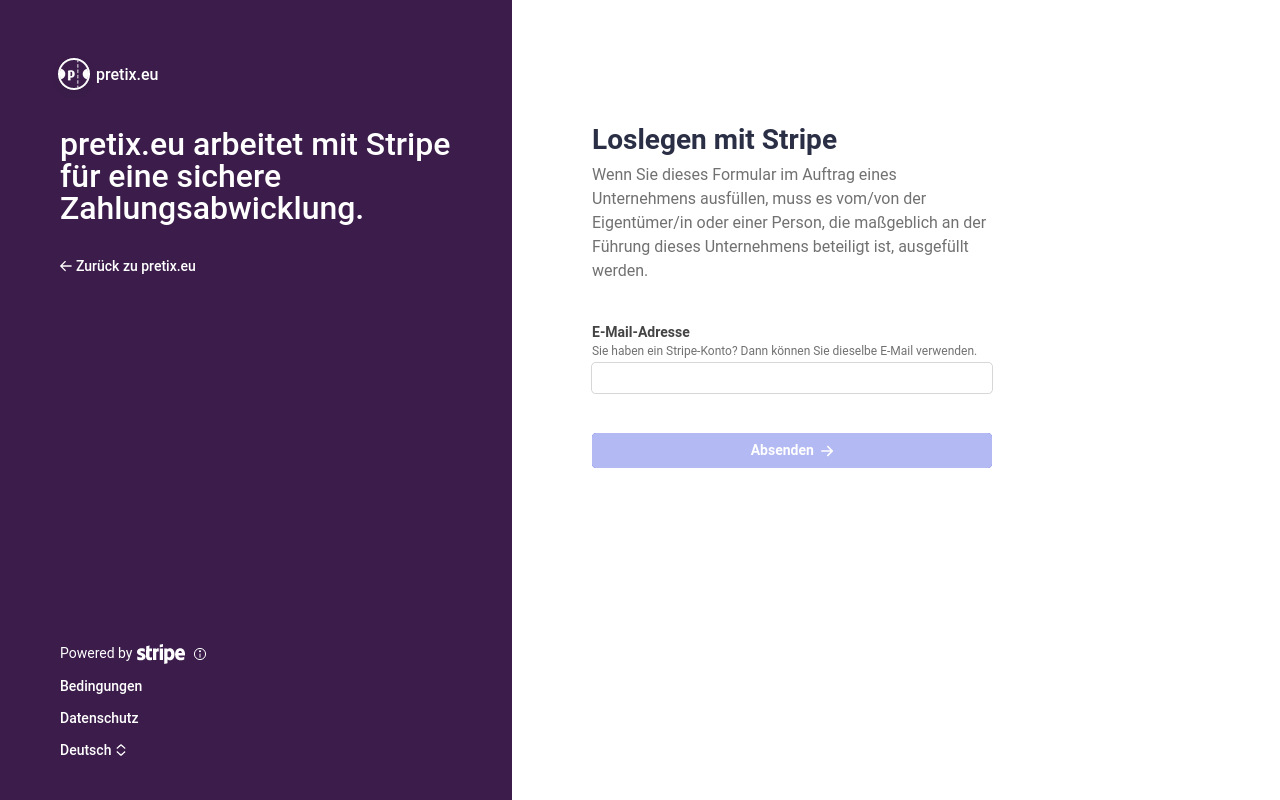 pretix.eu
pretix.eu arbeitet mit Stripe
für eine sichere
Zahlungsabwicklung.
Zurück zu pretix.eu
Powered by stripe
Bedingungen
Datenschutz
Deutsch
Loslegen mit Stripe
Wenn Sie dieses Formular im Auftrag eines
Unternehmens ausfüllen, muss es vom/von der
Eigentümer/in oder einer Person, die maßgeblich an der
Führung dieses Unternehmens beteiligt ist, ausgefüllt
werden.
E-Mail-Adresse
Sie haben ein Stripe-Konto? Dann können Sie dieselbe E-Mail verwenden.
Absenden